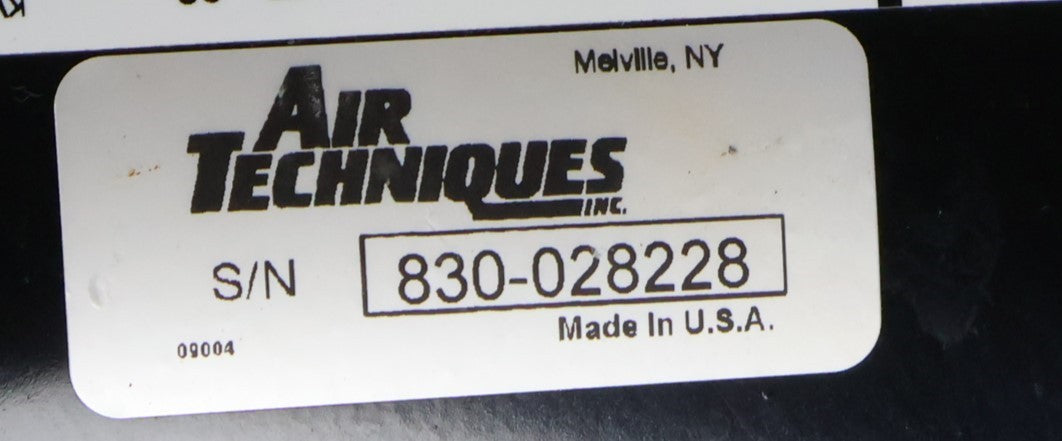 Melville, NY
AIR
TECHNIQUES
INC.
S/N 830-028228
Made In U.S.A.
09004